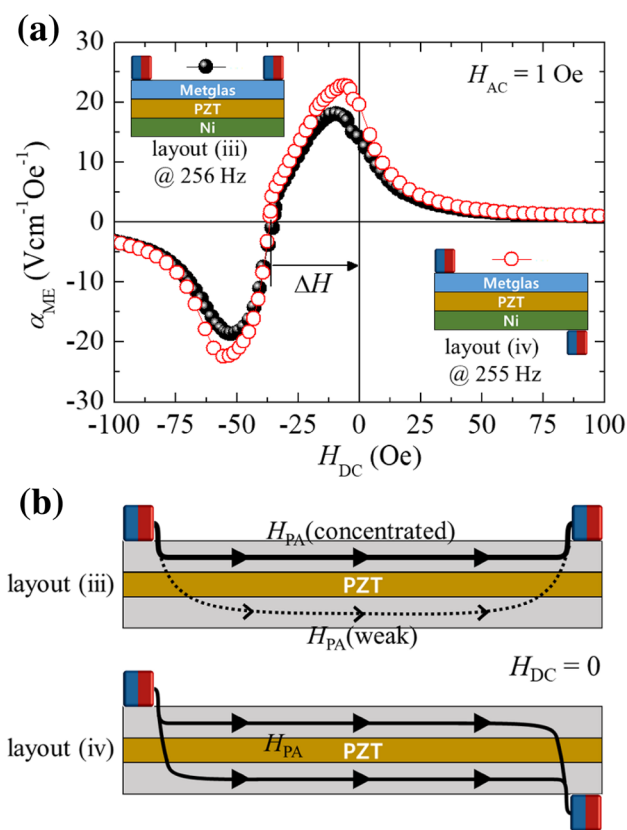 (a)
30
20
10
0
-10
-20
-30
α_ME (Vcm⁻¹Oe⁻¹)
H_AC = 1 Oe
Metglas
PZT
Ni
layout (iii)
@ 256 Hz
ΔH
Metglas
PZT
Ni
layout (iv)
@ 255 Hz
-100 -75 -50 -25 0 25 50 75 100
H_DC (Oe)
(b)
H_PA(concentrated)
layout (iii)
PZT
H_PA(weak)
H_DC = 0
layout (iv)
H_PA
PZT